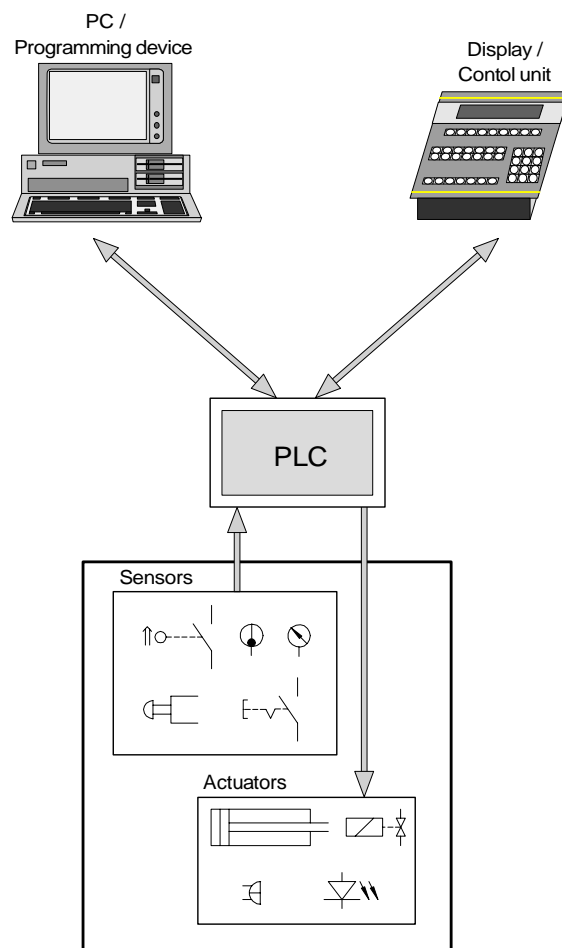 PC /
Programming device
Display /
Contol unit
PLC
Sensors
Actuators